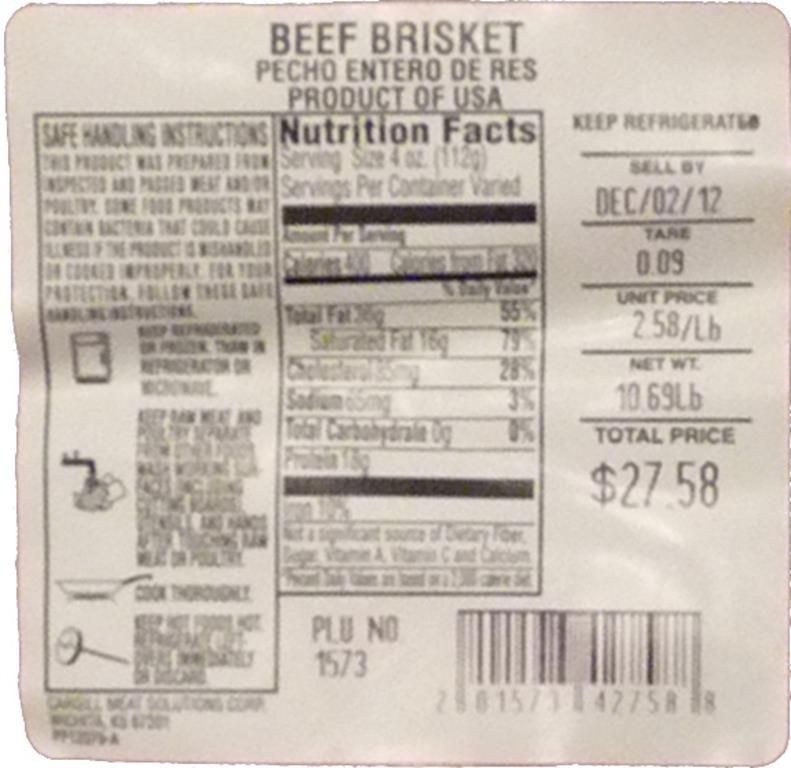 BEEF BRISKET
PECHO ENTERO DE RES
PRODUCT OF USA
SAFE HANDLING INSTRUCTIONS
THIS PRODUCT WAS PREPARED FROM
INSPECTED AND PASSED MEAT AND/OR
POULTRY. SOME FOOD PRODUCTS MAY
CONTAIN BACTERIA THAT COULD CAUSE
ILLNESS IF THE PRODUCT IS MISHANDLED
OR COOKED IMPROPERLY. FOR YOUR
PROTECTION, FOLLOW THESE SAFE
HANDLING INSTRUCTIONS.
KEEP REFRIGERATED
OR FROZEN. THAW IN
REFRIGERATOR OR
MICROWAVE.
KEEP RAW MEAT AND
POULTRY SEPARATE
FROM OTHER FOODS.
WASH WORKING SUR-
FACES, INCLUDING
CUTTING BOARDS,
UTENSILS, AND HANDS
AFTER TOUCHING RAW
MEAT OR POULTRY.
COOK THOROUGHLY.
KEEP HOT FOODS HOT.
REFRIGERATE LEFT-
OVERS IMMEDIATELY
OR DISCARD.
CARGILL MEAT SOLUTIONS CORP.
WICHITA, KS 67201
Nutrition Facts
Serving Size 4 oz. (112g)
Servings Per Container Varied
Amount Per Serving
Calories 400 Calories from Fat 320
% Daily Value*
Total Fat 36g 55%
Saturated Fat 16g 79%
Cholesterol 85mg 28%
Sodium 65mg 3%
Total Carbohydrate 0g 0%
Protein 18g
Iron 10%
Not a significant source of Dietary Fiber,
Sugar, Vitamin A, Vitamin C and Calcium.
*Percent Daily Values are based on a 2,000 calorie diet.
PLU NO
1573
KEEP REFRIGERATED
SELL BY
DEC/02/12
TARE
0.09
UNIT PRICE
2.58/Lb
NET WT.
10.69Lb
TOTAL PRICE
$27.58
2 01573 42758 8